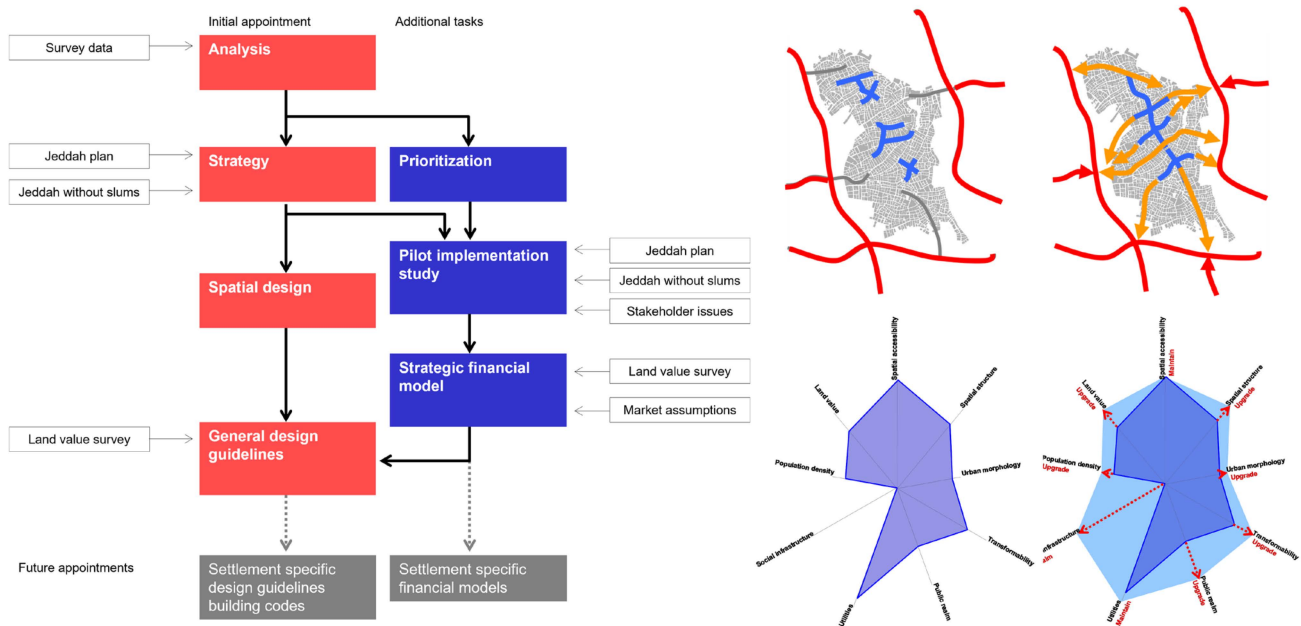 Initial appointment
Additional tasks
Survey data
Analysis
Jeddah plan
Strategy
Prioritization
Jeddah without slums
Pilot implementation
study
Jeddah plan
Jeddah without slums
Stakeholder issues
Spatial design
Strategic financial
model
Land value survey
Market assumptions
Land value survey
General design
guidelines
Future appointments
Settlement specific
design guidelines
building codes
Settlement specific
financial models
Spatial accessibility
Spatial structure
Urban morphology
Transformability
Public realm
Utilities
Social infrastructure
Population density
Land value
Spatial accessibility
Maintain
Spatial structure
Upgrade
Urban morphology
Upgrade
Transformability
Upgrade
Public realm
Upgrade
Utilities
Maintain
nfrastructure
alm
Population density
Upgrade
Land value
Upgrade